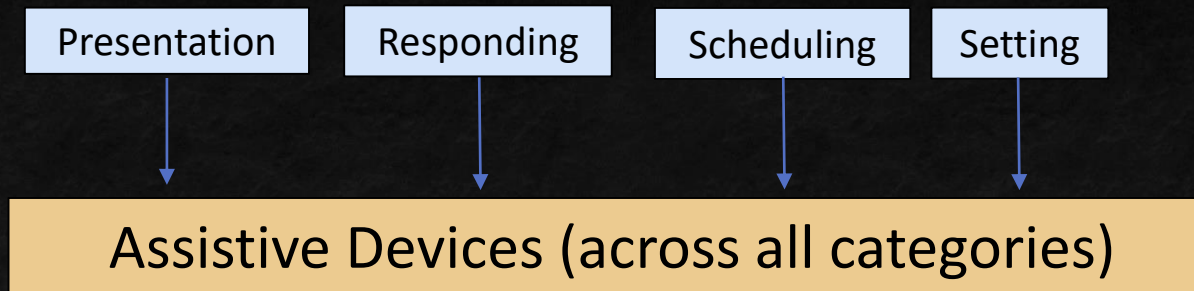 Presentation
Responding
Scheduling
Setting
Assistive Devices (across all categories)